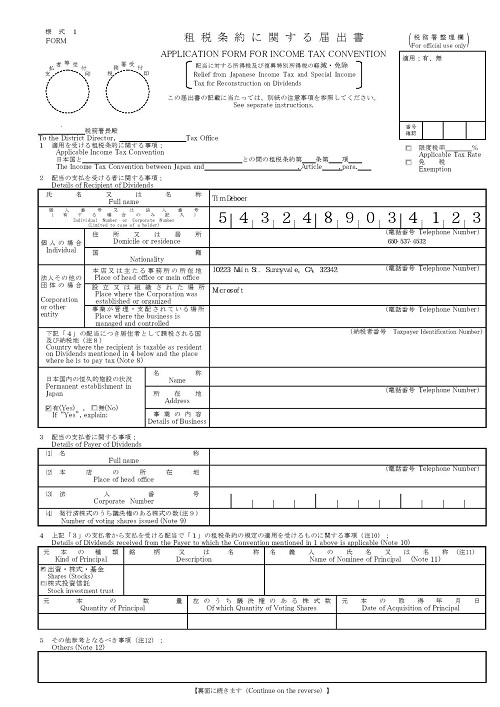 様 式 1
FORM
租税条約に関する届出書
APPLICATION FORM FOR INCOME TAX CONVENTION
税務署整理欄
(For official use only)
適用；有、無
支払者等受付印
税務署受付印
配当に対する所得税及び復興特別所得税の軽減・免除
Relief from Japanese Income Tax and Special Income
Tax for Reconstruction on Dividends
この届出書の記載に当たっては、別紙の注意事項を参照してください。
See separate instructions.
番号
確認
税務署長殿
To the District Director, Tax Office
1 適用を受ける租税条約に関する事項；
Applicable Income Tax Convention
日本国と との間の租税条約第 条第 項
The Income Tax Convention between Japan and ,Article ,para.
□ 限度税率 %
Applicable Tax Rate
□ 免 税
Exemption
2 配当の支払を受ける者に関する事項；
Details of Recipient of Dividends
氏 名 又 は 名 称
Full name
Tim Deboer
個 人 番 号 又 は 法 人 番 号
（ 有 す る 場 合 の み 記 入 ）
Individual Number or Corporate Number
(Limited to case of a holder)
5 4 3 2 4 8 9 0 3 4 1 2 3
個 人 の 場 合
Individual
住 所 又 は 居 所
Domicile or residence
(電話番号 Telephone Number)
650-537-4532
国 籍
Nationality
法人その他の
団 体 の 場 合
Corporation
or other
entity
本店又は主たる事務所の所在地
Place of head office or main office
10223 Main St. Sunnyvale, CA, 32342
(電話番号 Telephone Number)
設 立 又 は 組 織 さ れ た 場 所
Place where the Corporation was
established or organized
Microsoft
事業が管理・支配されている場所
Place where the business is
managed and controlled
(電話番号 Telephone Number)
下記「４」の配当につき居住者として課税される国
及び納税地（注８）
Country where the recipient is taxable as resident
on Dividends mentioned in 4 below and the place
where he is to pay tax (Note 8)
(納税者番号 Taxpayer Identification Number)
日本国内の恒久的施設の状況
Permanent establishment in
Japan
☑有(Yes) , □無(No)
If "Yes", explain:
名 称
Name
所 在 地
Address
(電話番号 Telephone Number)
事 業 の 内 容
Details of Business
3 配当の支払者に関する事項；
Details of Payer of Dividends
(1) 名 称
Full name
(2) 本 店 の 所 在 地
Place of head office
(電話番号 Telephone Number)
(3) 法 人 番 号
Corporate Number
(4) 発行済株式のうち議決権のある株式の数(注９)
Number of voting shares issued (Note 9)
4 上記「３」の支払者から支払を受ける配当で「１」の租税条約の規定の適用を受けるものに関する事項（注10）；
Details of Dividends received from the Payer to which the Convention mentioned in 1 above is applicable (Note 10)
元 本 の 種 類
Kind of Principal
銘 柄 又 は 名 称
Description
名 義 人 の 氏 名 又 は 名 称 （注11）
Name of Nominee of Principal (Note 11)
☑出資・株式・基金
Shares (Stocks)
□株式投資信託
Stock investment trust
元 本 の 数 量
Quantity of Principal
左 の う ち 議 決 権 の あ る 株 式 数
Of which Quantity of Voting Shares
元 本 の 取 得 年 月 日
Date of Acquisition of Principal
5 その他参考となるべき事項（注12）；
Others (Note 12)
【裏面に続きます（Continue on the reverse）】